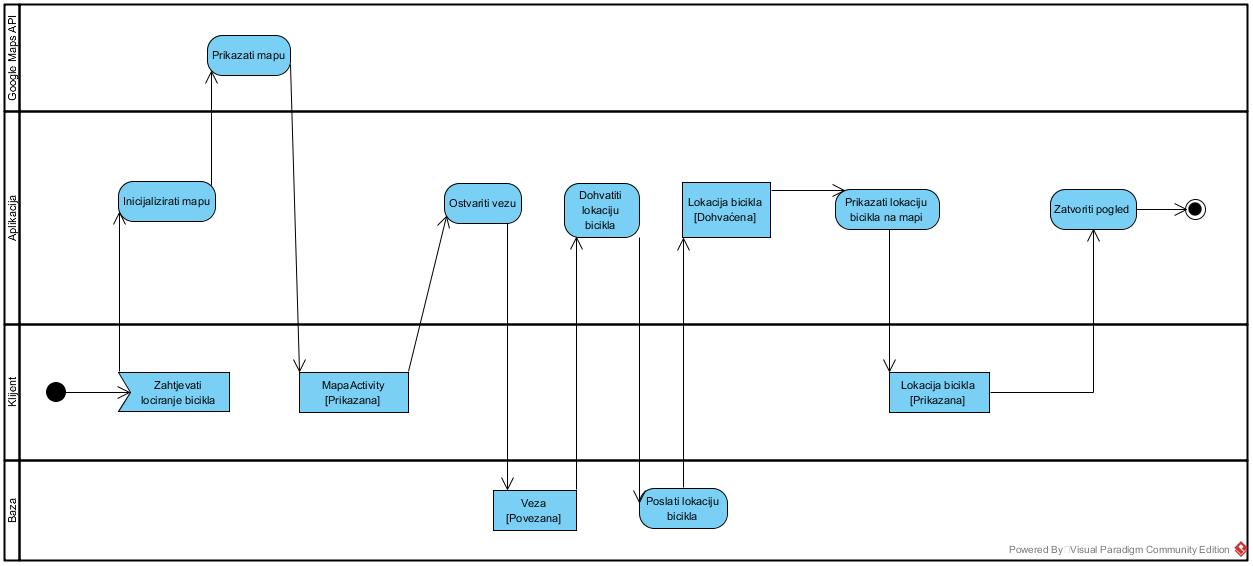 Google Maps API
Prikazati mapu
Aplikacija
Inicijalizirati mapu
Ostvariti vezu
Dohvatiti
lokaciju
bicikla
Lokacija bicikla
[Dohvaćena]
Prikazati lokaciju
bicikla na mapi
Zatvoriti pogled
Klijent
Zahtjevati
lociranje bicikla
MapaActivity
[Prikazana]
Lokacija bicikla
[Prikazana]
Baza
Veza
[Povezana]
Poslati lokaciju
bicikla
Powered By Visual Paradigm Community Edition